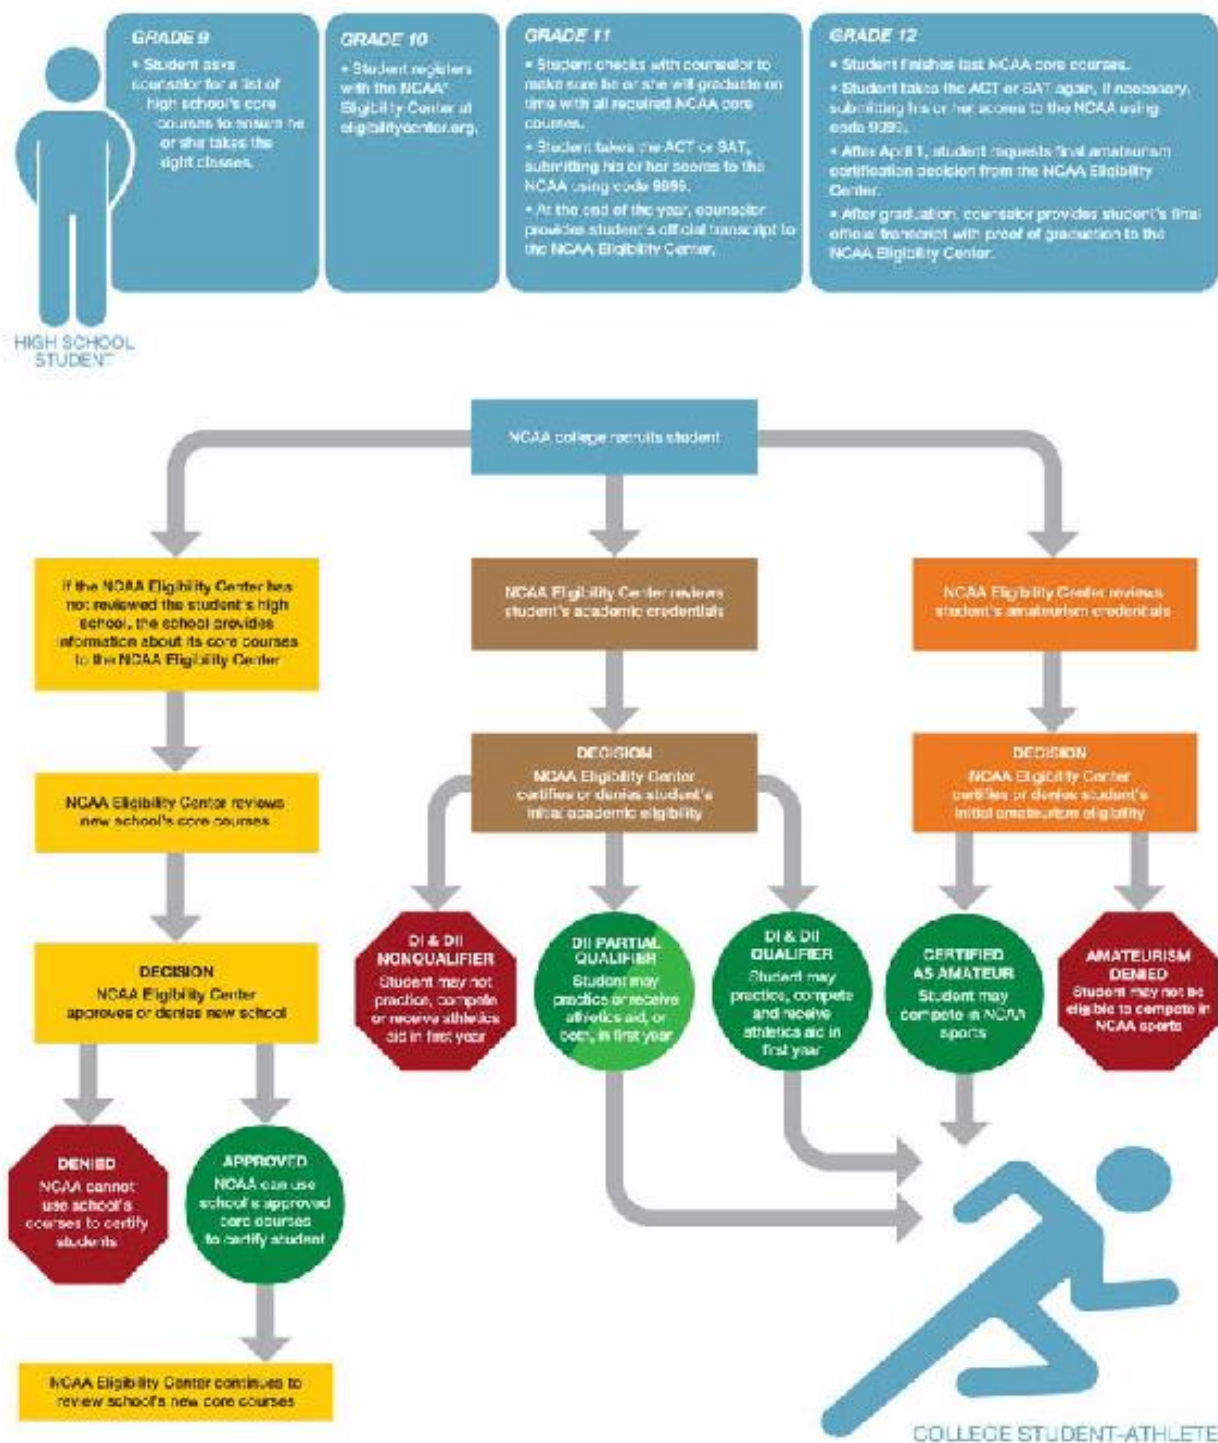 GRADE 9
• Student asks
counselor for a list of
high school's core
courses to ensure he
or she takes the
right classes.
GRADE 10
• Student registers
with the NCAA
Eligibility Center at
eligibilitycenter.org.
GRADE 11
• Student checks with counselor to
make sure he or she will graduate on
time with all required NCAA core
courses.
• Student takes the ACT or SAT,
submitting his or her scores to the
NCAA using code 9999.
• At the end of the year, counselor
provides student's official transcript to
the NCAA Eligibility Center.
GRADE 12
• Student finishes last NCAA core courses.
• Student takes the ACT or SAT again, if necessary,
submitting his or her scores to the NCAA using
code 9999.
• After April 1, student requests final amateurism
certification decision from the NCAA Eligibility
Center.
• After graduation, counselor provides student's final
official transcript with proof of graduation to the
NCAA Eligibility Center.
HIGH SCHOOL
STUDENT
NCAA college recruits student
If the NCAA Eligibility Center has
not reviewed the student's high
school, the school provides
information about its core courses
to the NCAA Eligibility Center
NCAA Eligibility Center reviews
new school's core courses
DECISION
NCAA Eligibility Center
approves or denies new school
DENIED
NCAA cannot
use school's
courses to certify
students
APPROVED
NCAA can use
school's approved
core courses
to certify student
NCAA Eligibility Center continues to
review school's new core courses
NCAA Eligibility Center reviews
student's academic credentials
DECISION
NCAA Eligibility Center
certifies or denies student's
initial academic eligibility
DI & DII
NONQUALIFIER
Student may not
practice, compete
or receive athletics
aid in first year
DII PARTIAL
QUALIFIER
Student may
practice or receive
athletics aid, or
both, in first year
DI & DII
QUALIFIER
Student may
practice, compete
and receive
athletics aid in
first year
NCAA Eligibility Center reviews
student's amateurism credentials
DECISION
NCAA Eligibility Center
certifies or denies student's
initial amateurism eligibility
CERTIFIED
AS AMATEUR
Student may
compete in NCAA
sports
AMATEURISM
DENIED
Student may not be
eligible to compete in
NCAA sports
COLLEGE STUDENT-ATHLETE